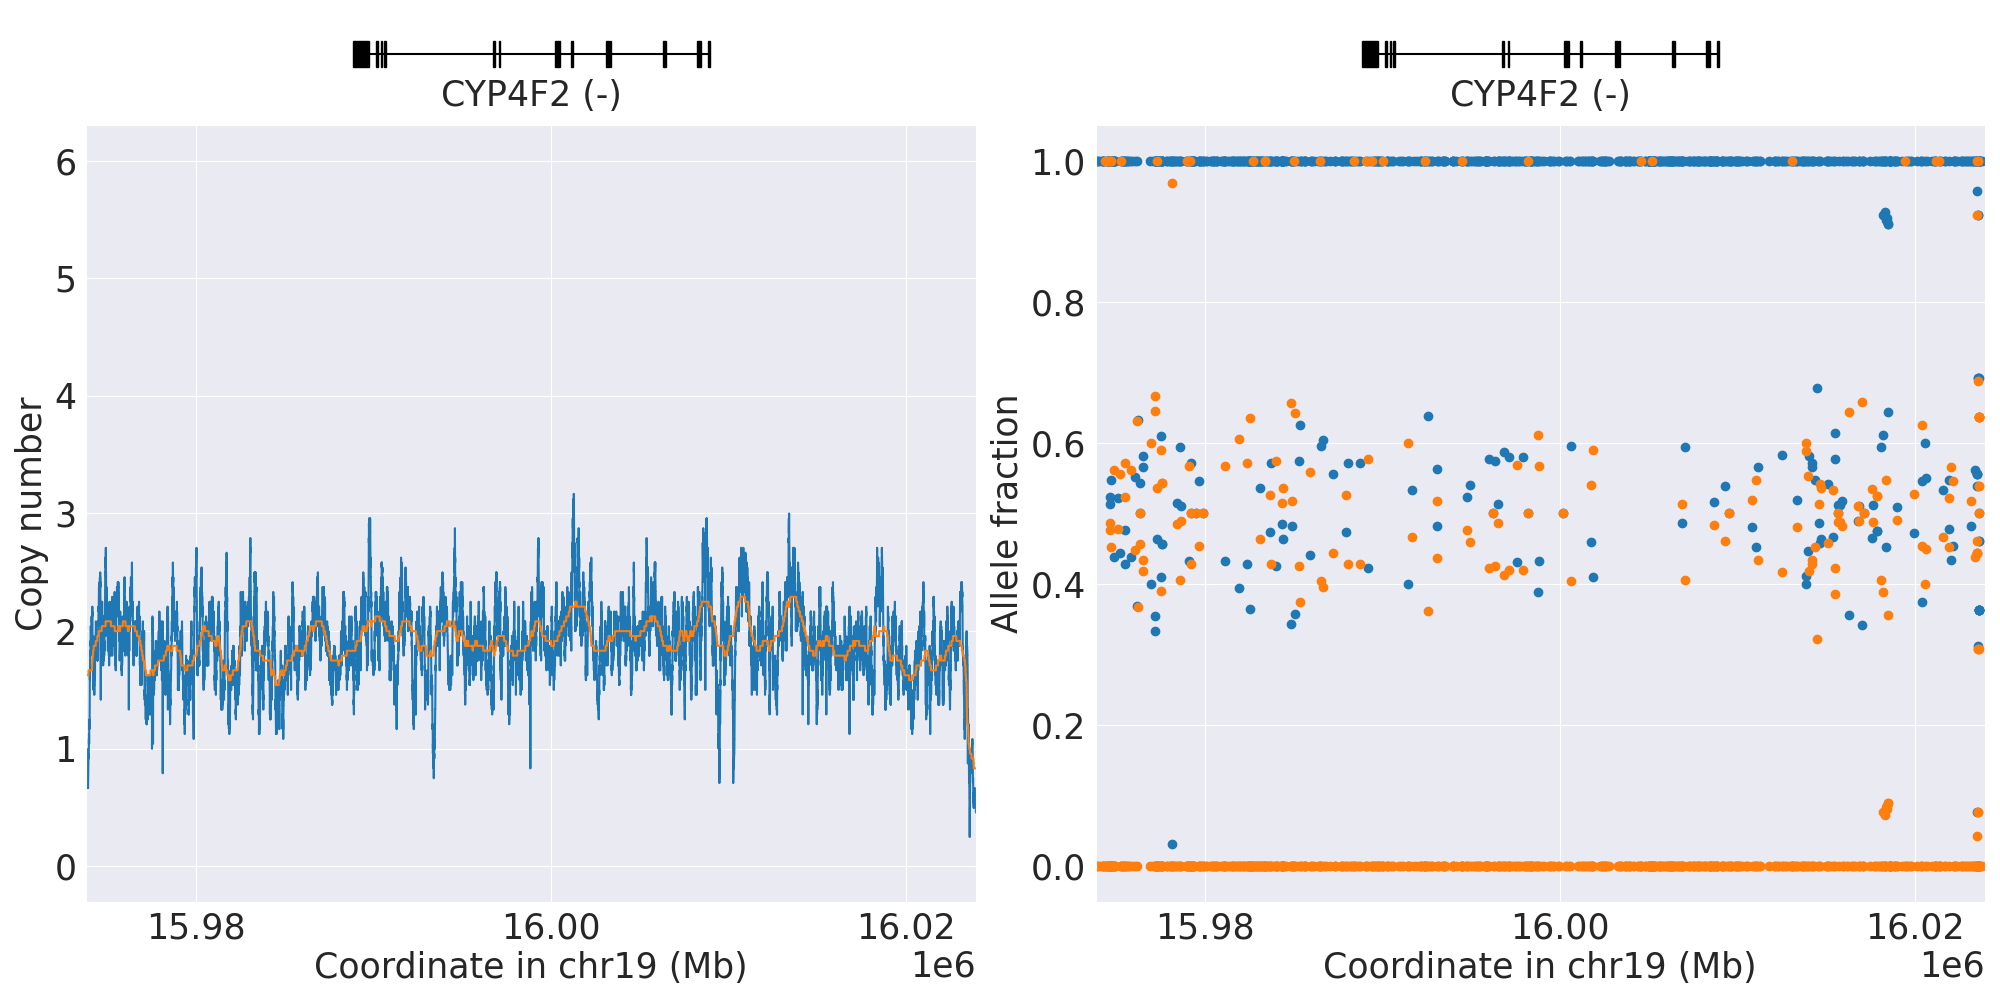 CYP4F2 (-)
6
5
4
3
2
1
0
Copy number
15.98
16.00
16.02
Coordinate in chr19 (Mb)
1e6
CYP4F2 (-)
1.0
0.8
0.6
0.4
0.2
0.0
Allele fraction
15.98
16.00
16.02
Coordinate in chr19 (Mb)
1e6